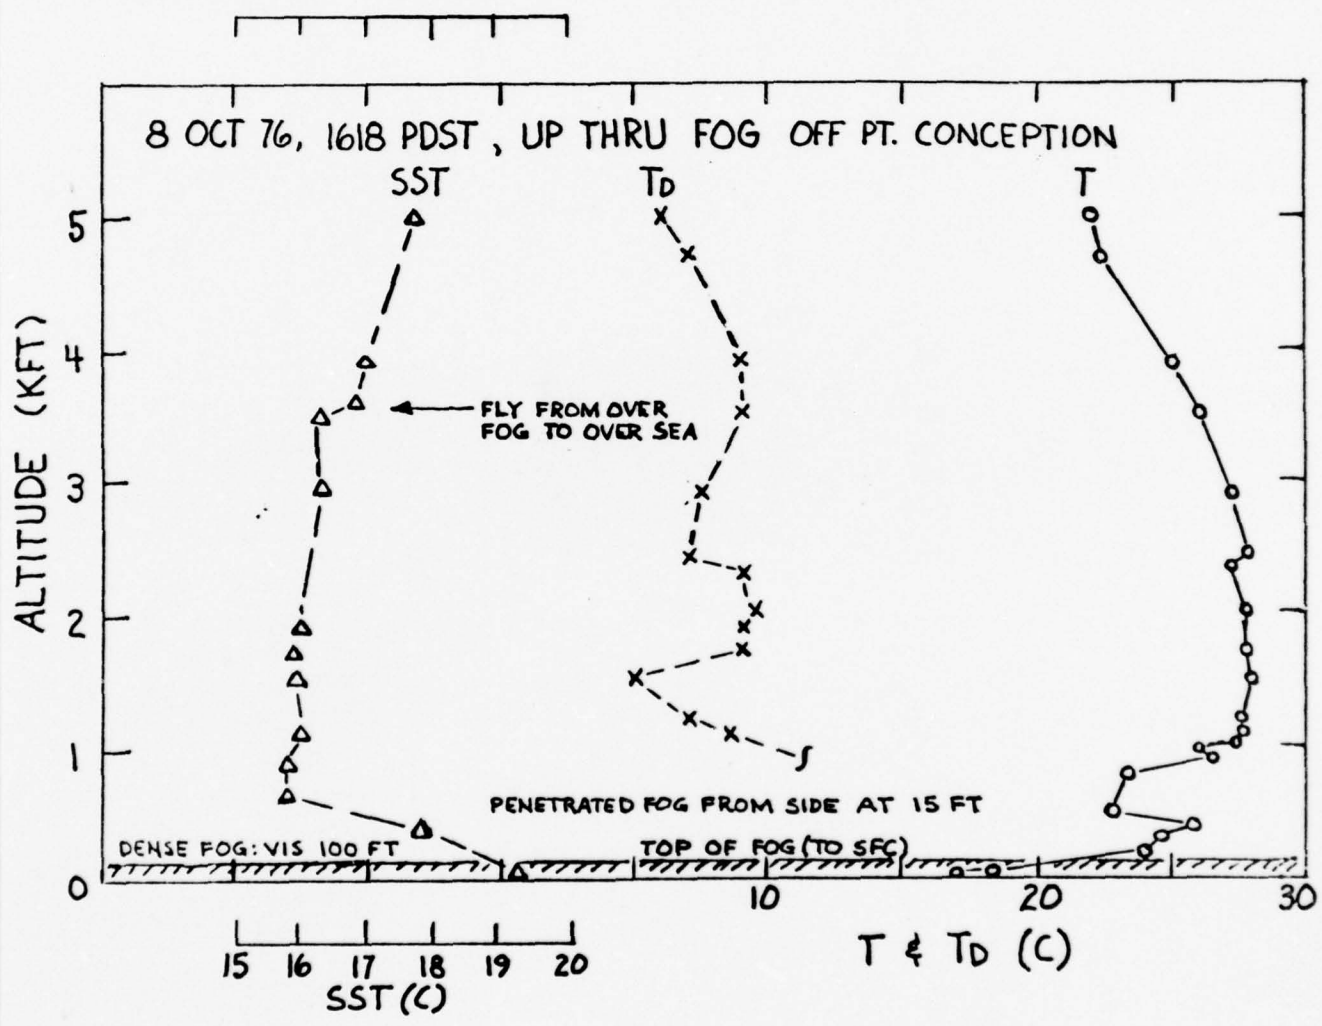 8 OCT 76, 1618 PDST, UP THRU FOG OFF PT. CONCEPTION
SST TD T
5
4
FLY FROM OVER
FOG TO OVER SEA
3
ALTITUDE (KFT)
2
1
PENETRATED FOG FROM SIDE AT 15 FT
DENSE FOG: VIS 100 FT TOP OF FOG (TO SFC)
0
10 20 30
T & TD (C)
15 16 17 18 19 20
SST (C)